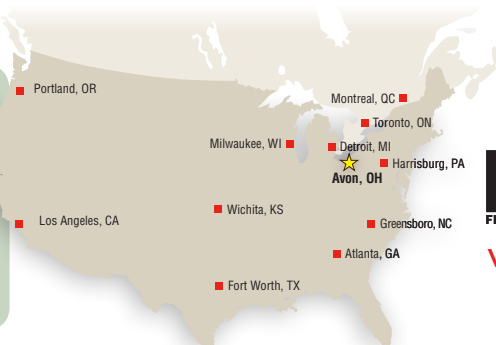 Portland, OR
Montreal, QC
Toronto, ON
Milwaukee, WI
Detroit, MI
Harrisburg, PA
Avon, OH
Wichita, KS
Los Angeles, CA
Greensboro, NC
Atlanta, GA
Fort Worth, TX